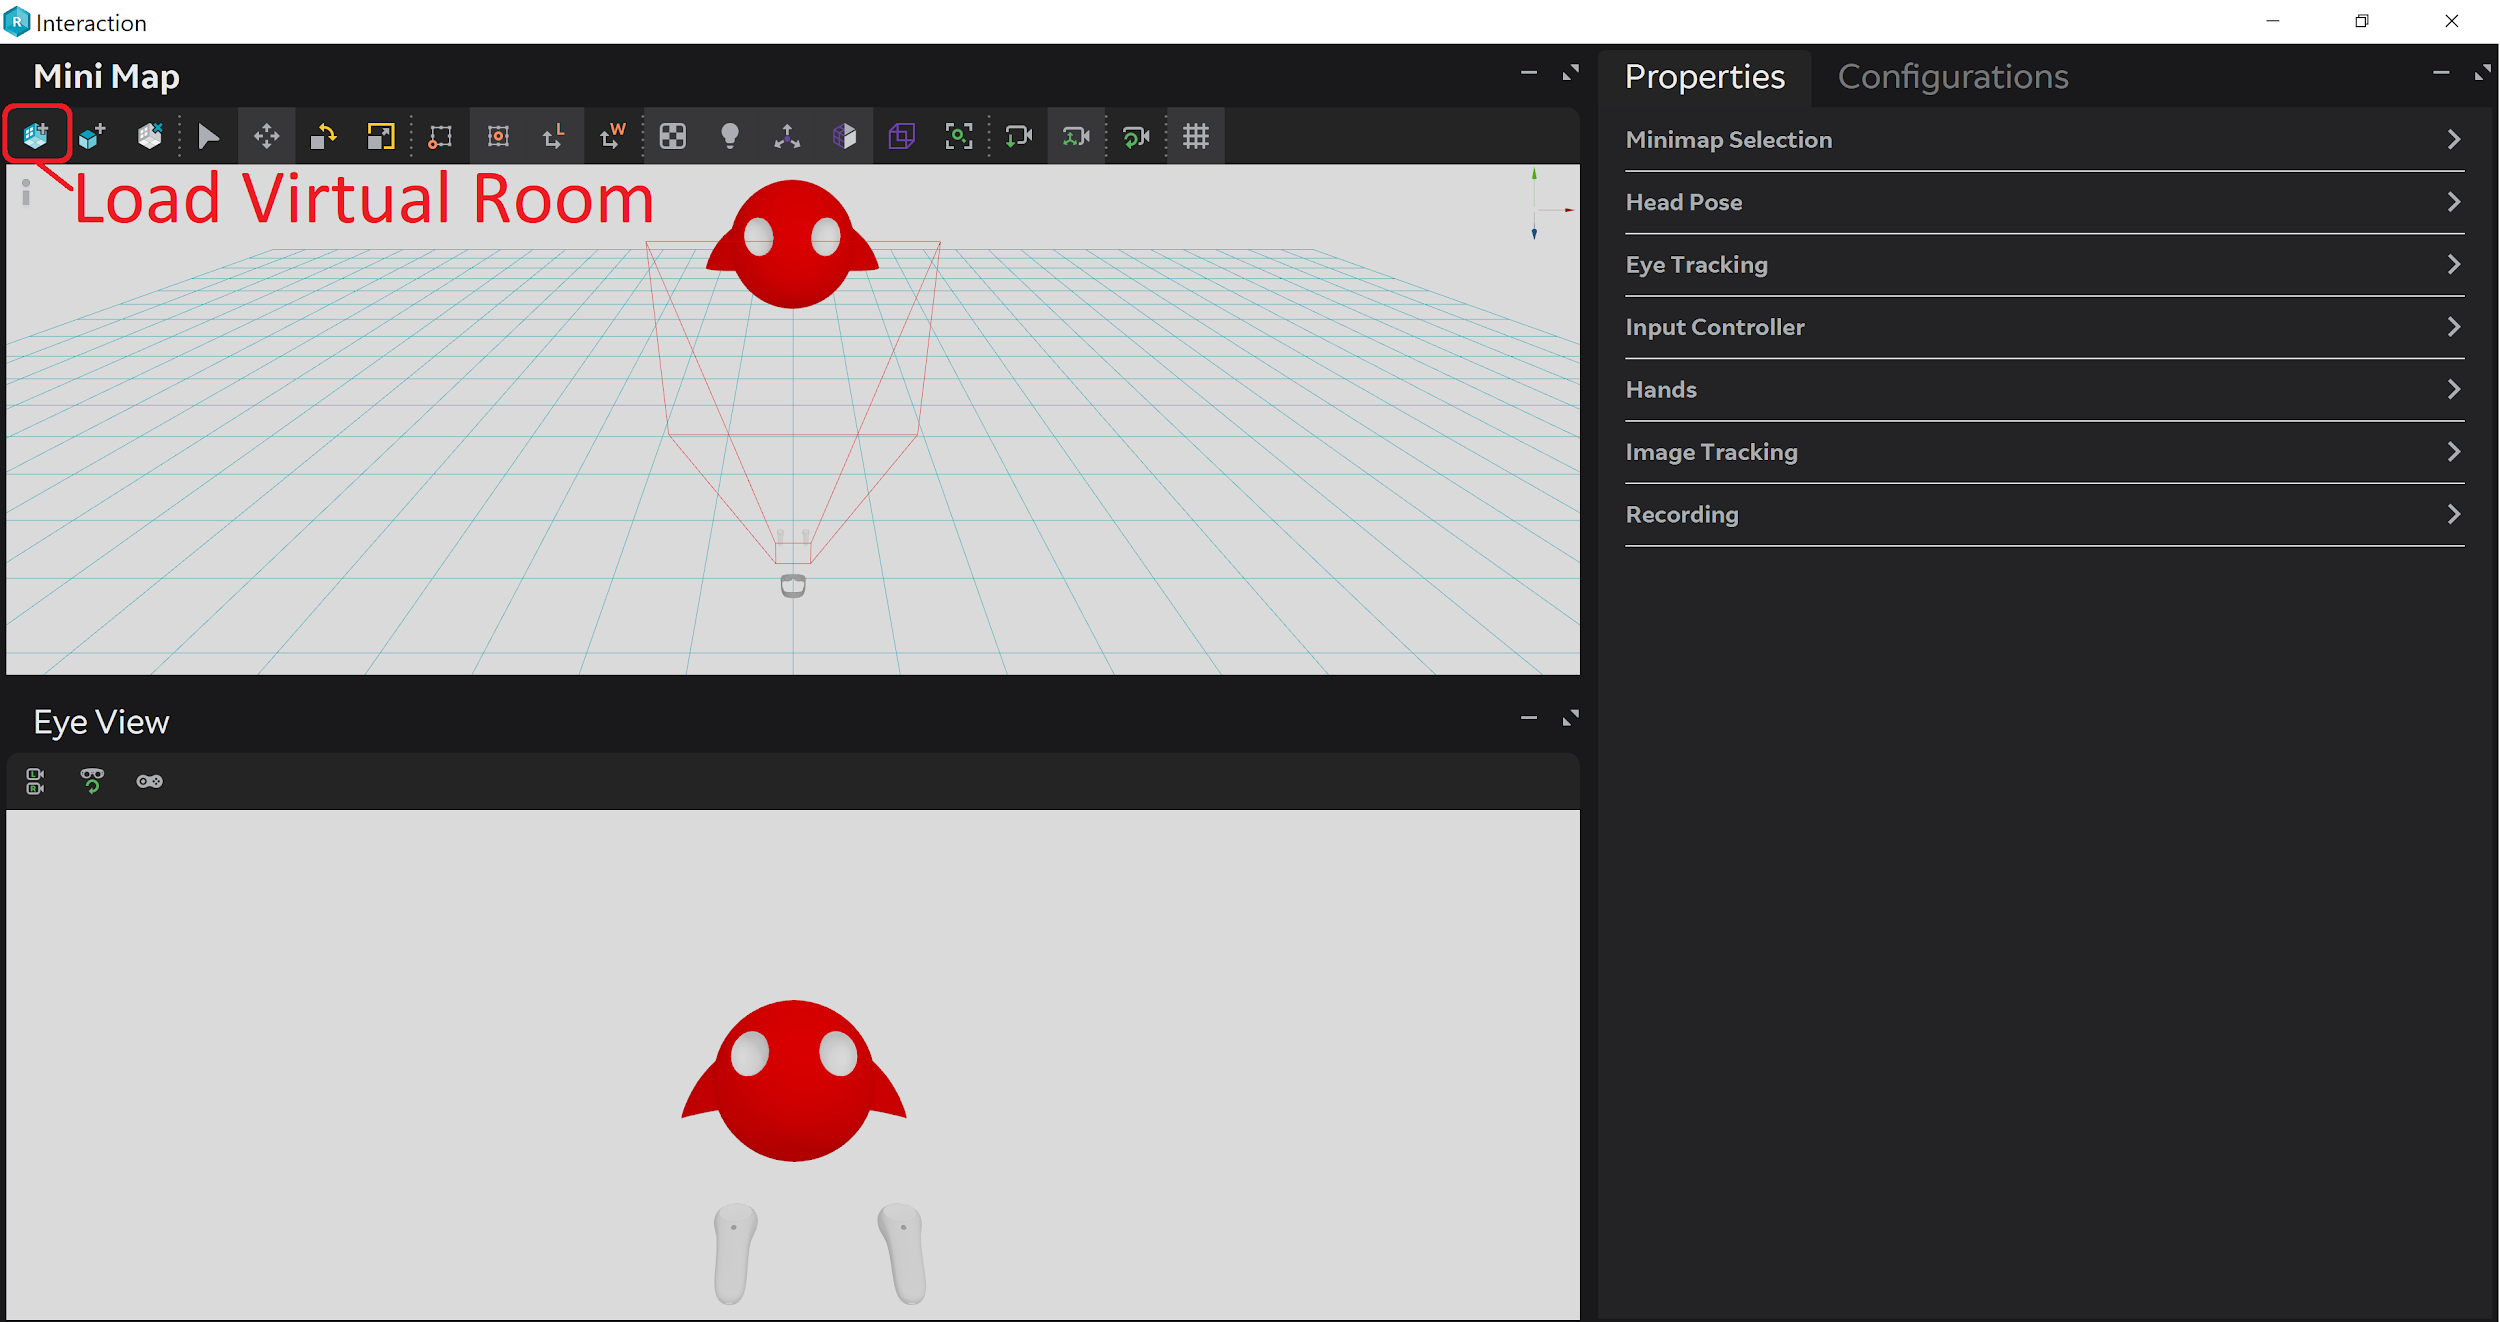 Interaction
Mini Map
Load Virtual Room
L
W
Eye View
L
R
Properties
Configurations
Minimap Selection
Head Pose
Eye Tracking
Input Controller
Hands
Image Tracking
Recording